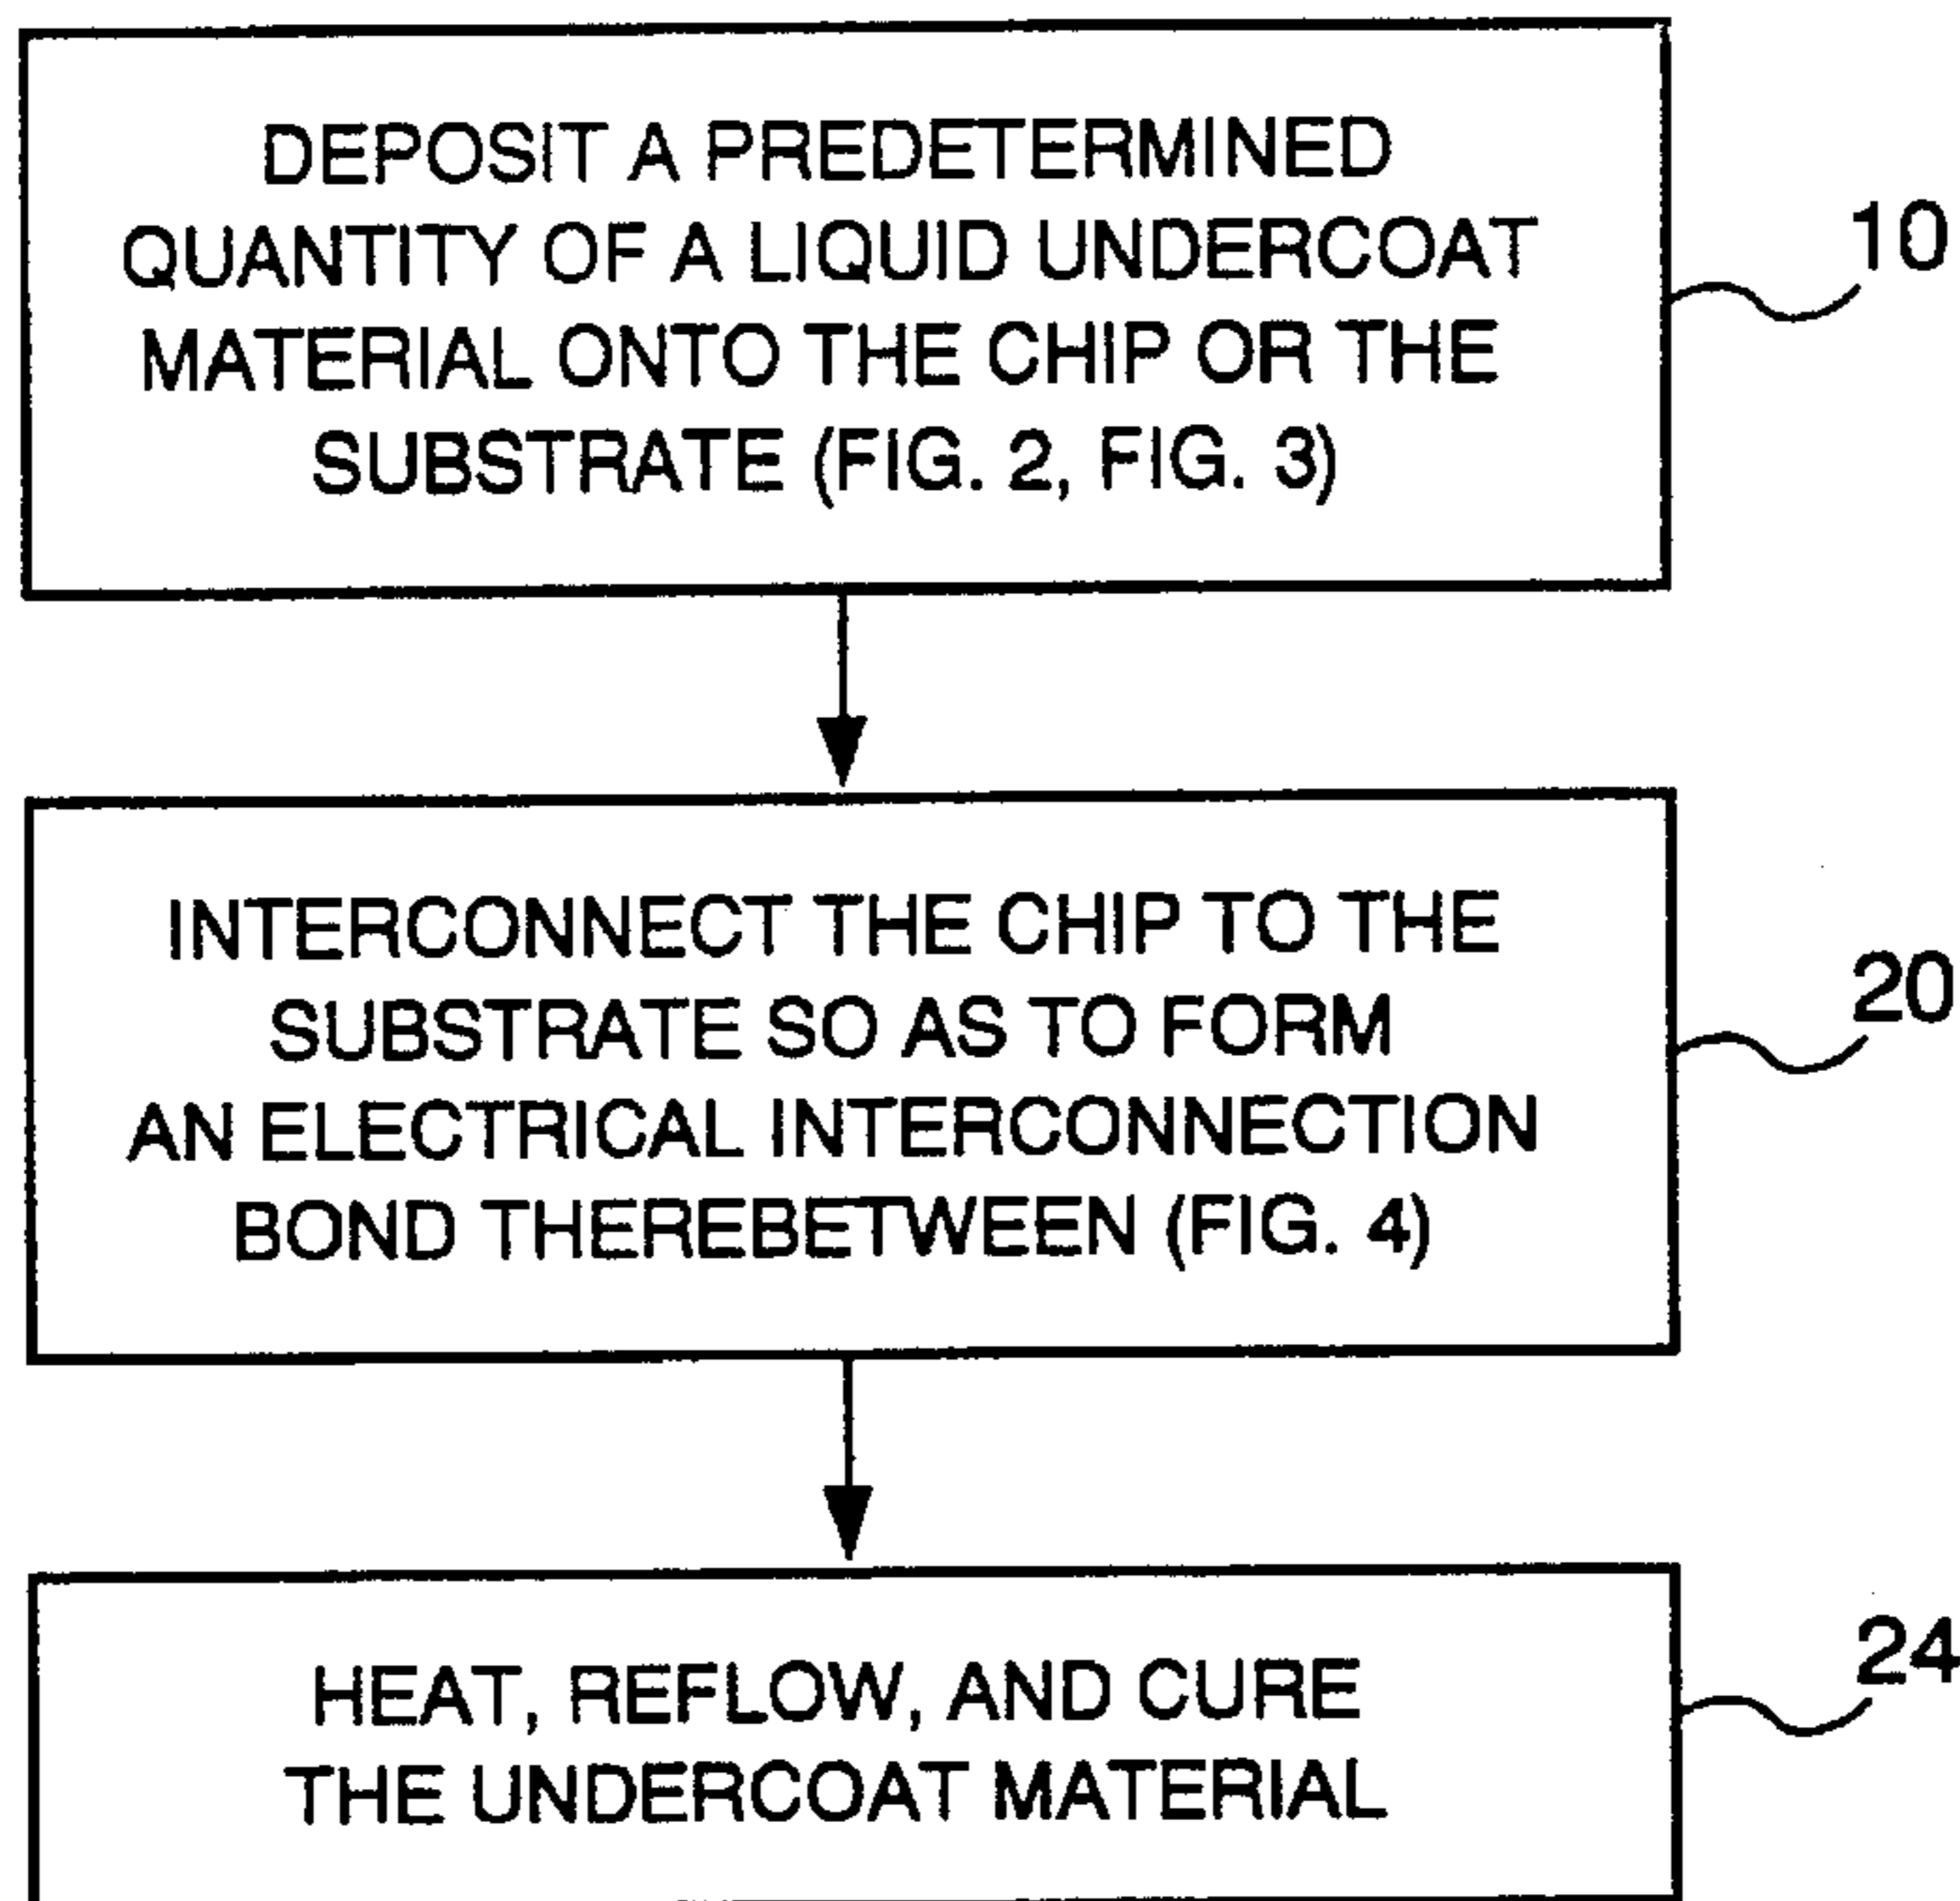 DEPOSIT A PREDETERMINED
QUANTITY OF A LIQUID UNDERCOAT
MATERIAL ONTO THE CHIP OR THE
SUBSTRATE (FIG. 2, FIG. 3)
10
INTERCONNECT THE CHIP TO THE
SUBSTRATE SO AS TO FORM
AN ELECTRICAL INTERCONNECTION
BOND THEREBETWEEN (FIG. 4)
20
HEAT, REFLOW, AND CURE
THE UNDERCOAT MATERIAL
24